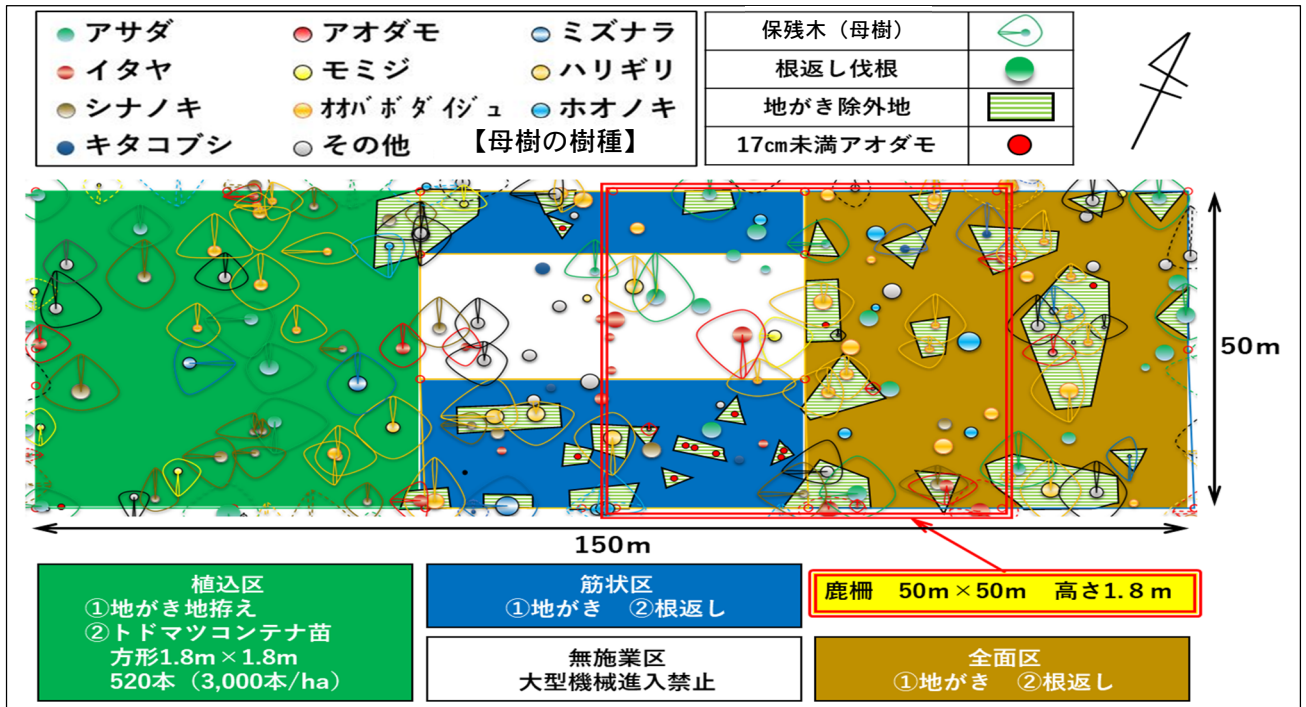 アサダ アオダモ ミズナラ
イタヤ モミジ ハリギリ
シナノキ ｵｵﾊﾞﾎﾞﾀﾞｲｼﾞｭ ホオノキ
キタコブシ その他 【母樹の樹種】
保残木（母樹）
根返し伐根
地がき除外地
17㎝未満アオダモ
50m
150m
植込区
①地がき地拵え
②トドマツコンテナ苗
方形1.8m×1.8m
520本（3,000本/ha）
筋状区
①地がき ②根返し
無施業区
大型機械進入禁止
鹿柵 50m×50m 高さ1.8m
全面区
①地がき ②根返し